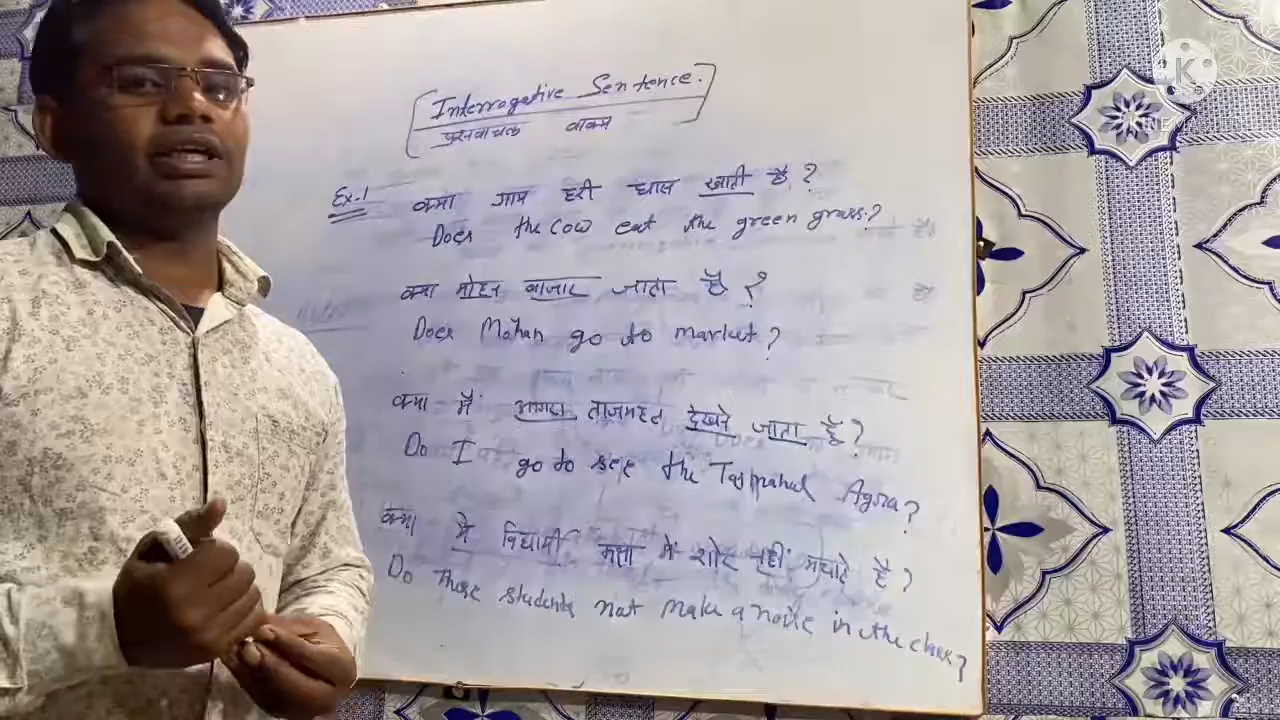 Interrogative Sentence.
प्रश्नवाचक वाक्य
Ex.1 क्या गाय हरी घास खाती है ?
Does the cow eat the green grass?
क्या मोहन बाजार जाता है ?
Does Mohan go to market?
क्या मैं आगरा ताजमहल देखने जाता हूँ ?
Do I go to see the Tajmahal Agra?
क्या वे विद्यार्थी कक्षा में शोर नहीं मचाते है ?
Do those students not make a noise in the class?
K
KINE